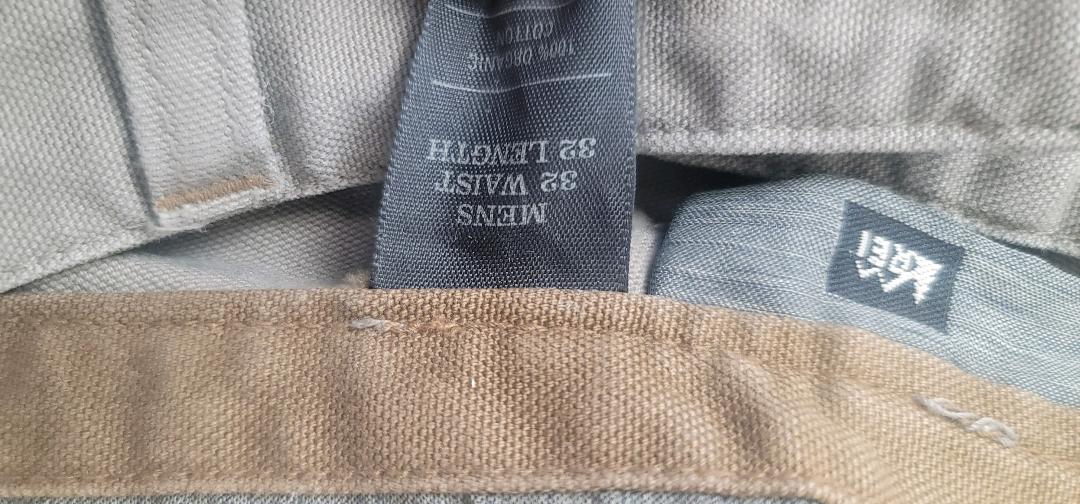 MENS
32 WAIST
32 LENGTH
100% ORGANIC
COTTON
REI